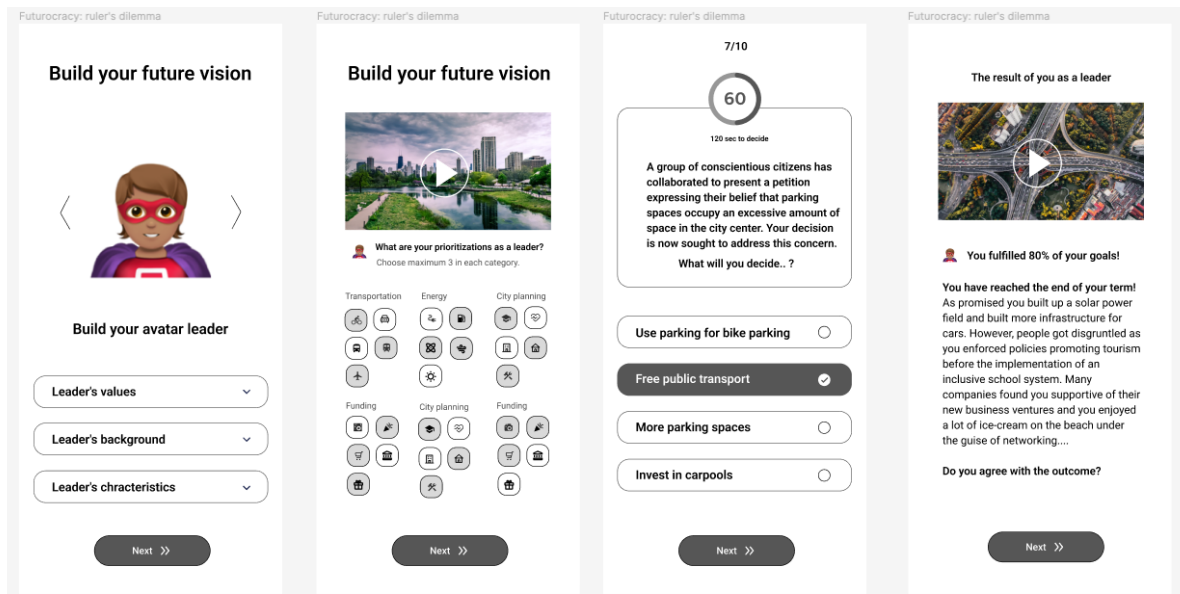 Futurocracy: ruler's dilemma
Build your future vision
Build your avatar leader
Leader's values
Leader's background
Leader's chracteristics
Next
Futurocracy: ruler's dilemma
Build your future vision
What are your prioritizations as a leader?
Choose maximum 3 in each category.
Transportation Energy City planning
Funding City planning Funding
Next
Futurocracy: ruler's dilemma
7/10
60
120 sec to decide
A group of conscientious citizens has
collaborated to present a petition
expressing their belief that parking
spaces occupy an excessive amount of
space in the city center. Your decision
is now sought to address this concern.
What will you decide.. ?
Use parking for bike parking
Free public transport
More parking spaces
Invest in carpools
Next
Futurocracy: ruler's dilemma
The result of you as a leader
You fulfilled 80% of your goals!
You have reached the end of your term!
As promised you built up a solar power
field and built more infrastructure for
cars. However, people got disgruntled as
you enforced policies promoting tourism
before the implementation of an
inclusive school system. Many
companies found you supportive of their
new business ventures and you enjoyed
a lot of ice-cream on the beach under
the guise of networking....
Do you agree with the outcome?
Next